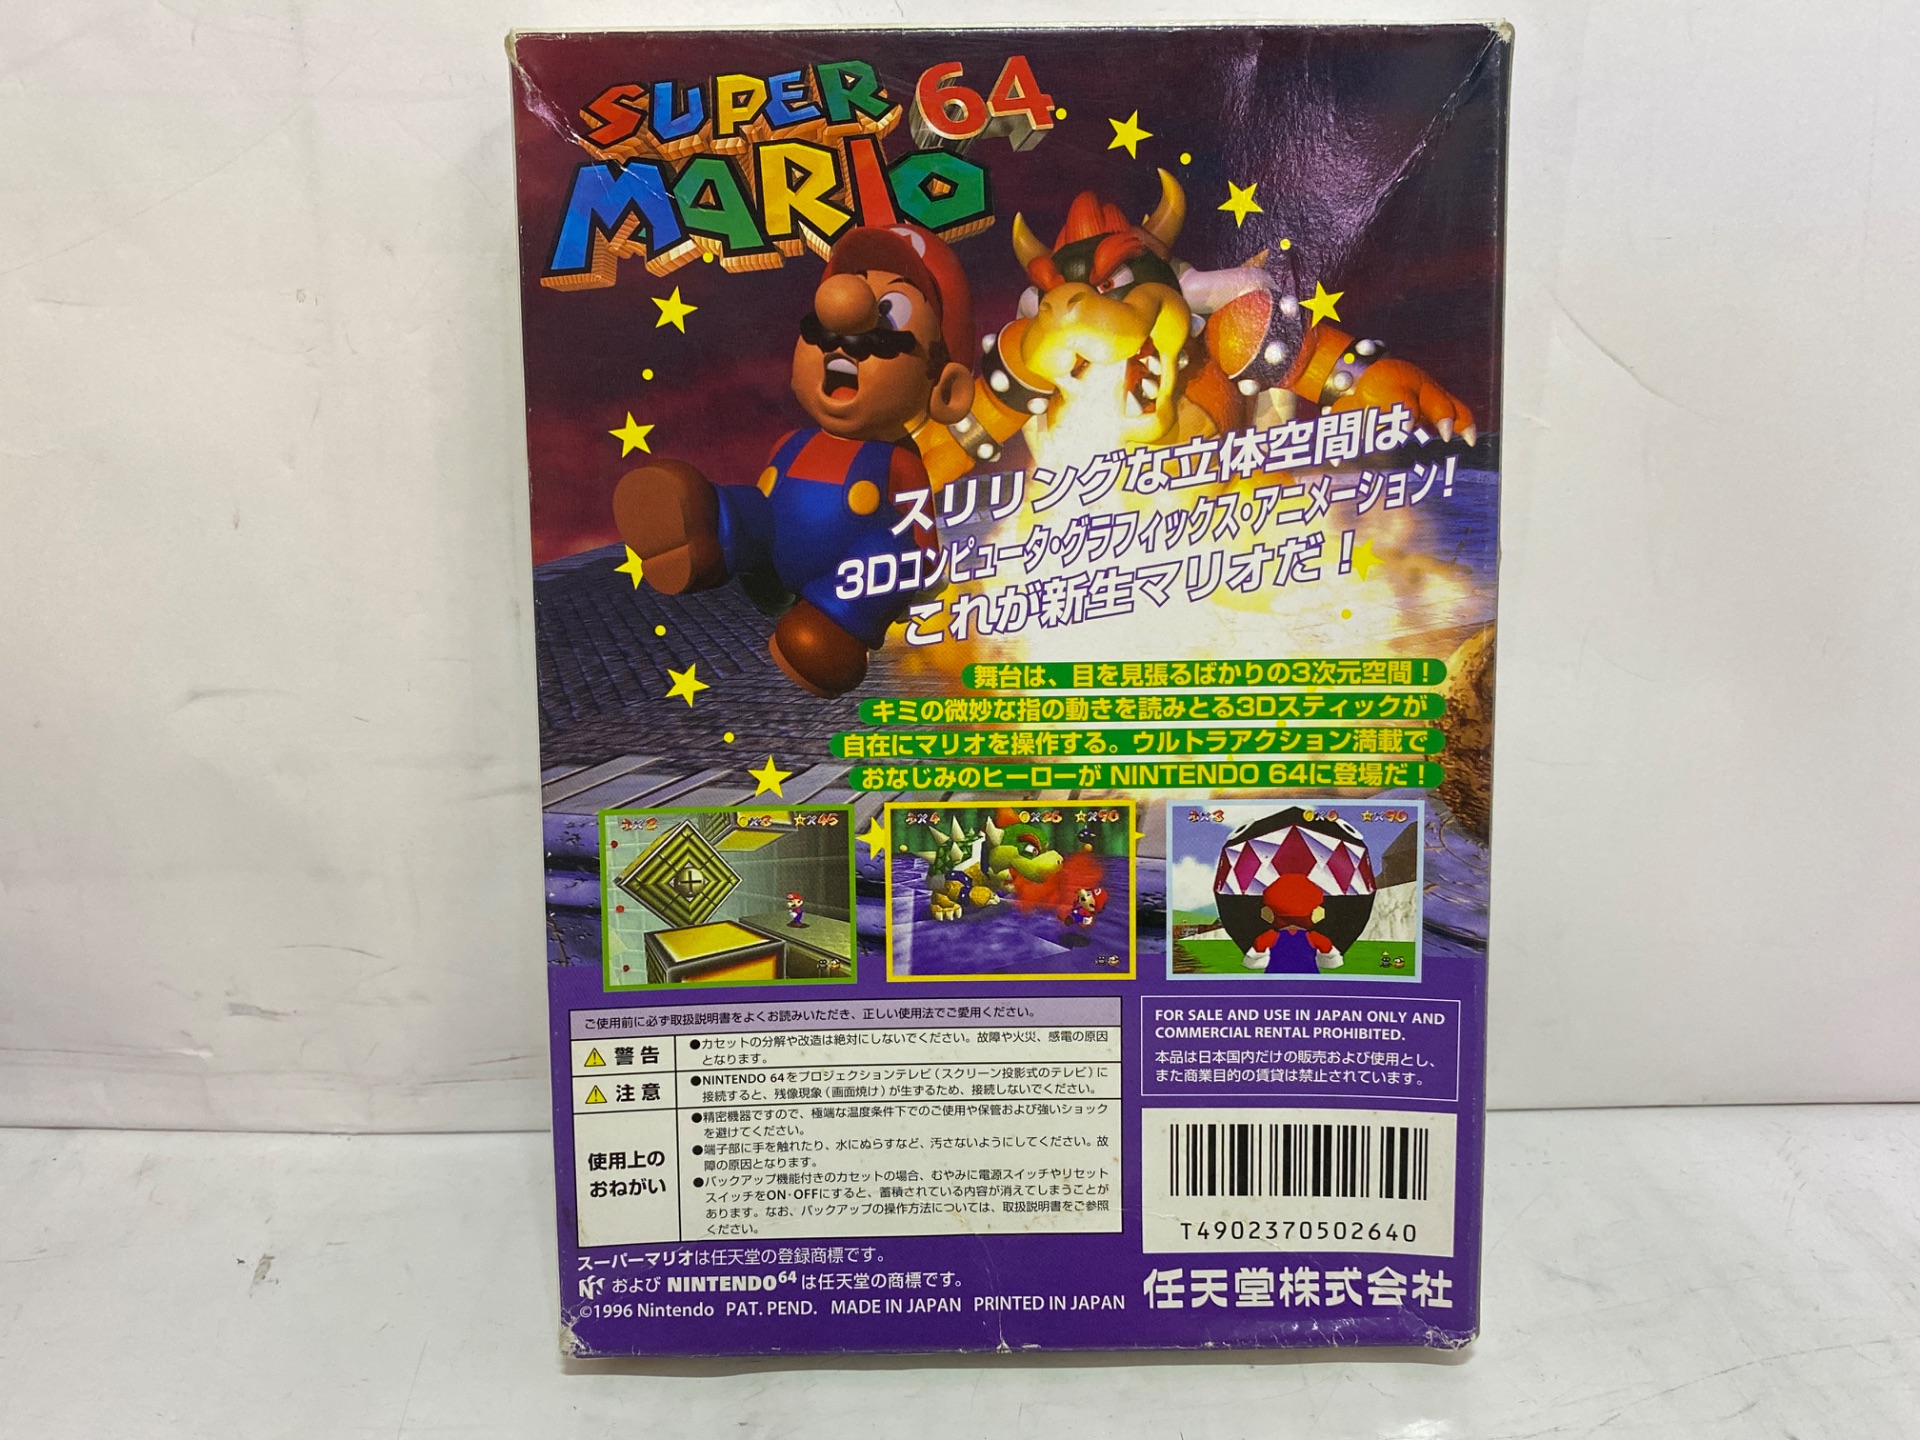 SUPER
MARIO 64
スリリングな立体空間は、
3Dコンピュータ・グラフィックス・アニメーション!
これが新生マリオだ!
舞台は、目を見張るばかりの3次元空間!
キミの微妙な指の動きを読みとる3Dスティックが
自在にマリオを操作する。ウルトラアクション満載で
おなじみのヒーローが NINTENDO 64に登場だ!
×3 ×45
×4 ×26 ×90
×3 ×0 ×90
ご使用前に必ず取扱説明書をよくお読みいただき、正しい使用法でご愛用ください。
警告
●カセットの分解や改造は絶対にしないでください。故障や火災、感電の原因
となります。
注意
●NINTENDO 64をプロジェクションテレビ(スクリーン投影式のテレビ)に
接続すると、残像現象(画面焼け)が生ずるため、接続しないでください。
使用上の
おねがい
●精密機器ですので、極端な温度条件下でのご使用や保管および強いショック
を避けてください。
●端子部に手を触れたり、水にぬらすなど、汚さないようにしてください。故
障の原因となります。
●バックアップ機能付きのカセットの場合、むやみに電源スイッチやリセット
スイッチをON・OFFにすると、蓄積されている内容が消えてしまうことが
あります。なお、バックアップの操作方法については、取扱説明書をご参照
ください。
スーパーマリオは任天堂の登録商標です。
および NINTENDO64 は任天堂の商標です。
©1996 Nintendo PAT. PEND. MADE IN JAPAN PRINTED IN JAPAN
FOR SALE AND USE IN JAPAN ONLY AND
COMMERCIAL RENTAL PROHIBITED.
本品は日本国内だけの販売および使用とし、
また商業目的の賃貸は禁止されています。
T4902370502640
任天堂株式会社